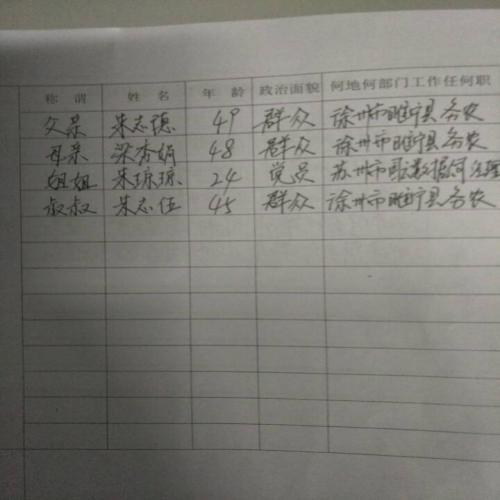 称谓 姓名 年龄 政治面貌 何地何部门工作任何职
父亲 朱志德 49 群众 徐州市睢宁县务农
母亲 梁秀娟 48 群众 徐州市睢宁县务农
姐姐 朱琼琼 24 党员 苏州市 经理
叔叔 朱志伍 45 群众 徐州市睢宁县务农